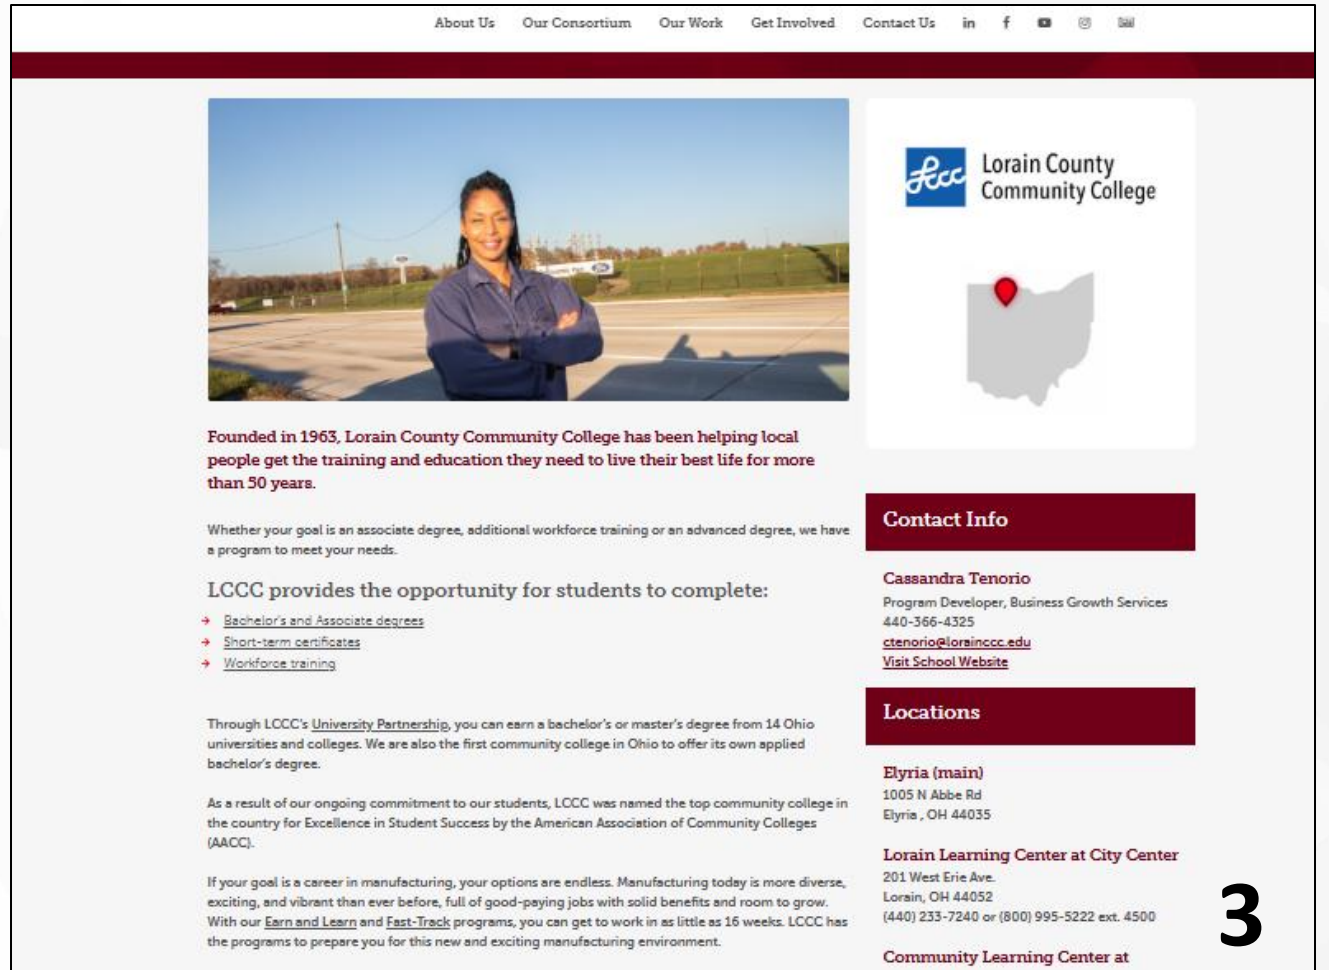 About Us Our Consortium Our Work Get Involved Contact Us in f
lccc Lorain County
Community College
Founded in 1963, Lorain County Community College has been helping local
people get the training and education they need to live their best life for more
than 50 years.
Whether your goal is an associate degree, additional workforce training or an advanced degree, we have
a program to meet your needs.
LCCC provides the opportunity for students to complete:
Bachelor's and Associate degrees
Short-term certificates
Workforce training
Through LCCC's University Partnership, you can earn a bachelor's or master's degree from 14 Ohio
universities and colleges. We are also the first community college in Ohio to offer its own applied
bachelor's degree.
As a result of our ongoing commitment to our students, LCCC was named the top community college in
the country for Excellence in Student Success by the American Association of Community Colleges
(AACC).
If your goal is a career in manufacturing, your options are endless. Manufacturing today is more diverse,
exciting, and vibrant than ever before, full of good-paying jobs with solid benefits and room to grow.
With our Earn and Learn and Fast-Track programs, you can get to work in as little as 16 weeks. LCCC has
the programs to prepare you for this new and exciting manufacturing environment.
Contact Info
Cassandra Tenorio
Program Developer, Business Growth Services
440-366-4325
ctenorio@lorainccc.edu
Visit School Website
Locations
Elyria (main)
1005 N Abbe Rd
Elyria , OH 44035
Lorain Learning Center at City Center
201 West Erie Ave.
Lorain, OH 44052
(440) 233-7240 or (800) 995-5222 ext. 4500
Community Learning Center at
3